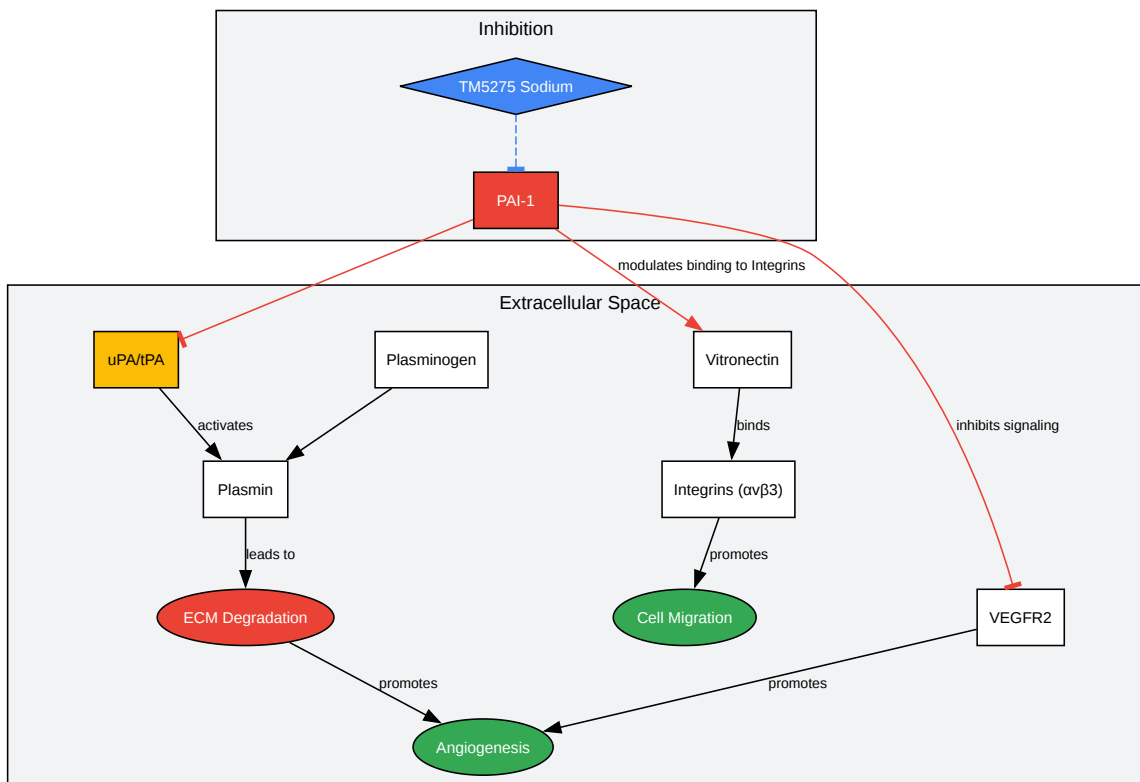 Inhibition
TM5275 Sodium
PAI-1
modulates binding to Integrins
Extracellular Space
uPA/tPA
Plasminogen
Vitronectin
activates
binds
inhibits signaling
Plasmin
Integrins (αvβ3)
leads to
promotes
ECM Degradation
Cell Migration
VEGFR2
promotes
promotes
Angiogenesis